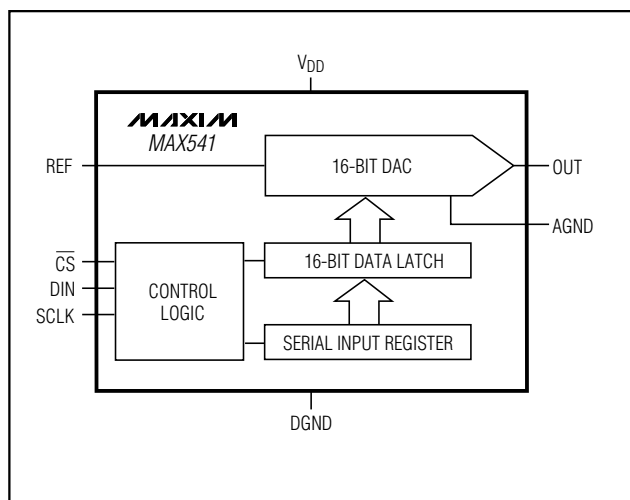 VDD
MAXIM
MAX541
REF
16-BIT DAC
OUT
AGND
CS
16-BIT DATA LATCH
DIN
CONTROL
LOGIC
SCLK
SERIAL INPUT REGISTER
DGND